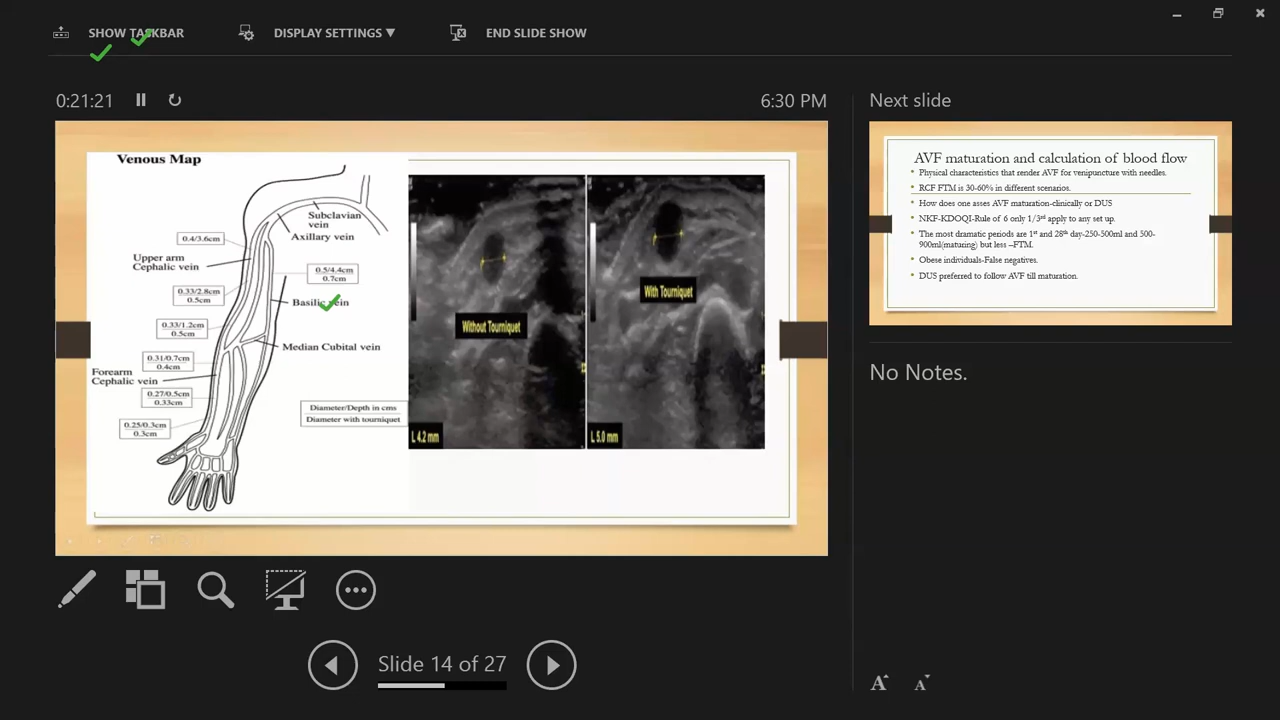 SHOW TASKBAR
DISPLAY SETTINGS ▼
END SLIDE SHOW
0:21:21
6:30 PM
Venous Map
Subclavian
vein
Axillary vein
0.4/3.6cm
Upper arm
Cephalic vein
0.5/4.4cm
0.7cm
0.33/2.8cm
0.5cm
Basilic vein
0.33/1.2cm
0.5cm
Median Cubital vein
0.31/0.7cm
0.4cm
Forearm
Cephalic vein
0.27/0.5cm
0.33cm
0.25/0.3cm
0.3cm
Diameter/Depth in cms
Diameter with tourniquet
Without Tourniquet
L 4.2 mm
With Tourniquet
L 5.0 mm
Slide 14 of 27
Next slide
AVF maturation and calculation of blood flow
• Physical characteristics that render AVF for venipuncture with needles.
• RCF FTM is 30-60% in different scenarios.
• How does one asses AVF maturation-clinically or DUS
• NKF-KDOQI-Rule of 6 only 1/3rd apply to any set up.
• The most dramatic periods are 1st and 28th day-250-500ml and 500-
900ml(maturing) but less –FTM.
• Obese individuals-False negatives.
• DUS preferred to follow AVF till maturation.
No Notes.
A A